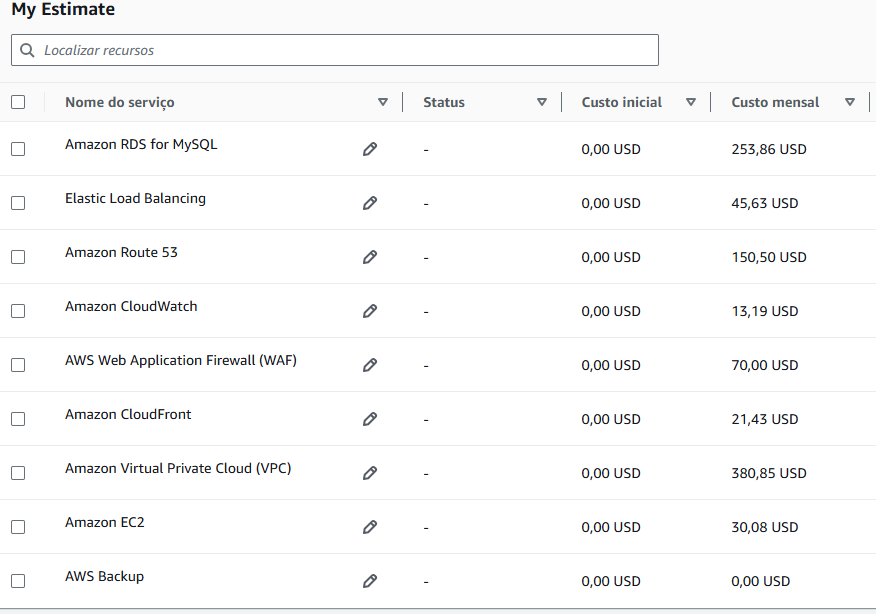 My Estimate
Localizar recursos
Nome do serviço Status Custo inicial Custo mensal
Amazon RDS for MySQL - 0,00 USD 253,86 USD
Elastic Load Balancing - 0,00 USD 45,63 USD
Amazon Route 53 - 0,00 USD 150,50 USD
Amazon CloudWatch - 0,00 USD 13,19 USD
AWS Web Application Firewall (WAF) - 0,00 USD 70,00 USD
Amazon CloudFront - 0,00 USD 21,43 USD
Amazon Virtual Private Cloud (VPC) - 0,00 USD 380,85 USD
Amazon EC2 - 0,00 USD 30,08 USD
AWS Backup - 0,00 USD 0,00 USD